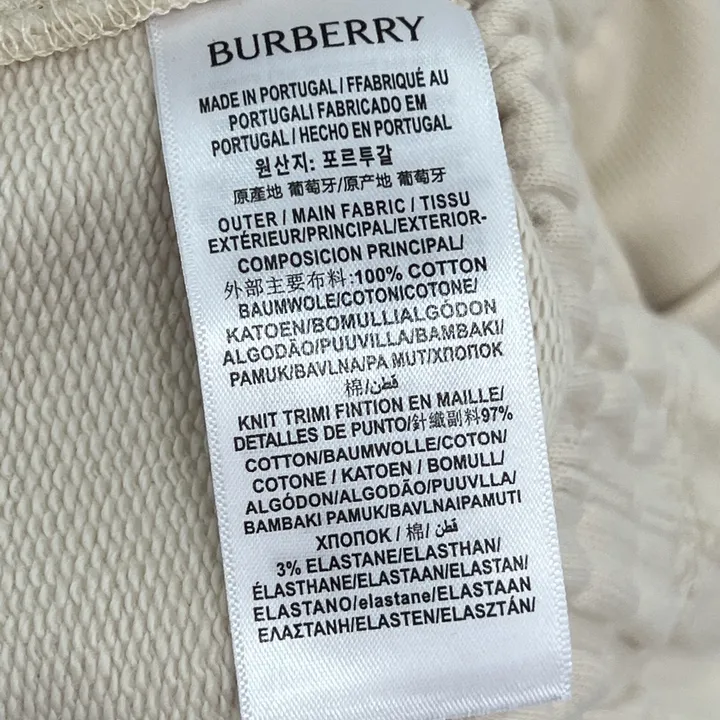 BURBERRY
MADE IN PORTUGAL / FFABRIQUÉ AU
PORTUGALI FABRICADO EM
PORTUGAL / HECHO EN PORTUGAL
원산지: 포르투갈
原產地 葡萄牙/原产地 葡萄牙
OUTER / MAIN FABRIC / TISSU
EXTÉRIEUR/PRINCIPAL/EXTERIOR-
COMPOSICION PRINCIPAL/
外部主要布料:100% COTTON
BAUMWOLE/COTONICOTONE/
KATOEN/BOMULLIALGÓDON
ALGODÃO/PUUVILLA/BAMBAKI/
PAMUK/BAVLNA/PA MUT/ХПОПОК
棉/قطن/
KNIT TRIMI FINTION EN MAILLE/
DETALLES DE PUNTO/針織副料97%
COTTON/BAUMWOLLE/COTON/
COTONE / KATOEN / BOMULL/
ALGÓDON/ALGODÃO/PUUVLLA/
BAMBAKI PAMUK/BAVLNAIPAMUTI
ХПОПОК / 棉/ قطن
3% ELASTANE/ELASTHAN/
ÉLASTHANE/ELASTAAN/ELASTAN/
ELASTANO/elastane/ELASTAAN
ΕΛΑΣΤΑΝΗ/ELASTEN/ELASZTÁN/